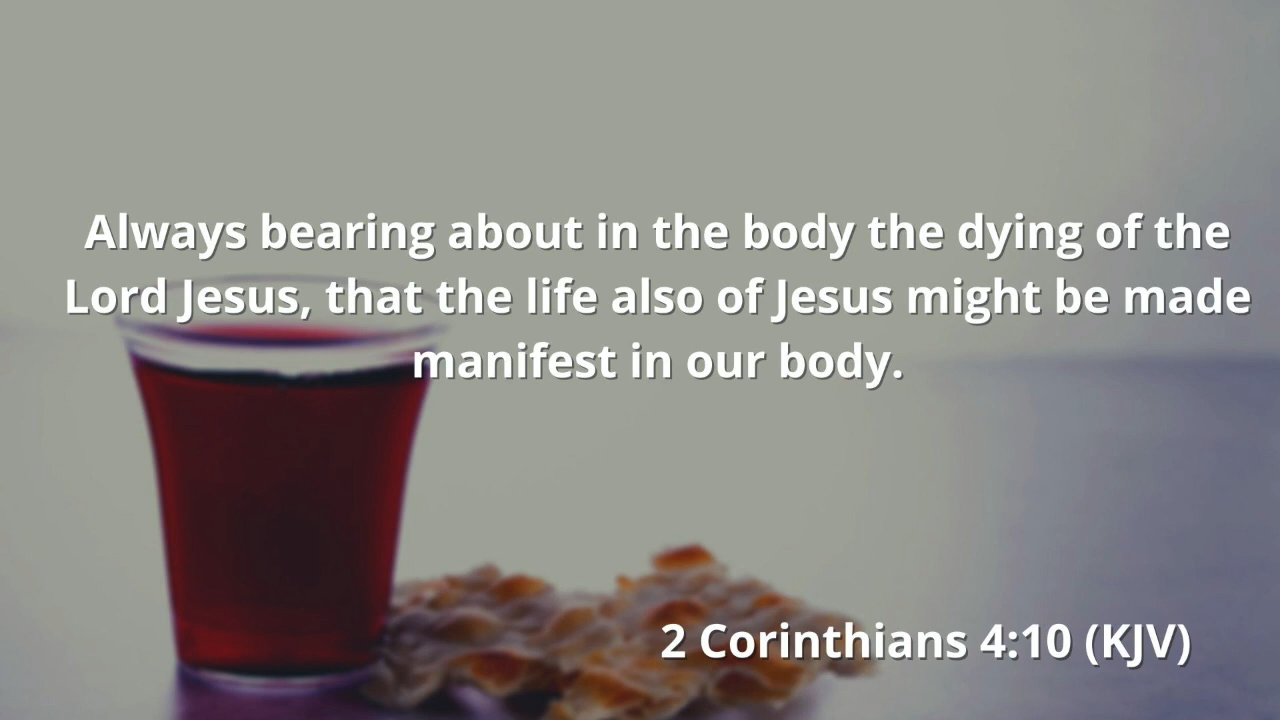 Always bearing about in the body the dying of the
Lord Jesus, that the life also of Jesus might be made
manifest in our body.
2 Corinthians 4:10 (KJV)